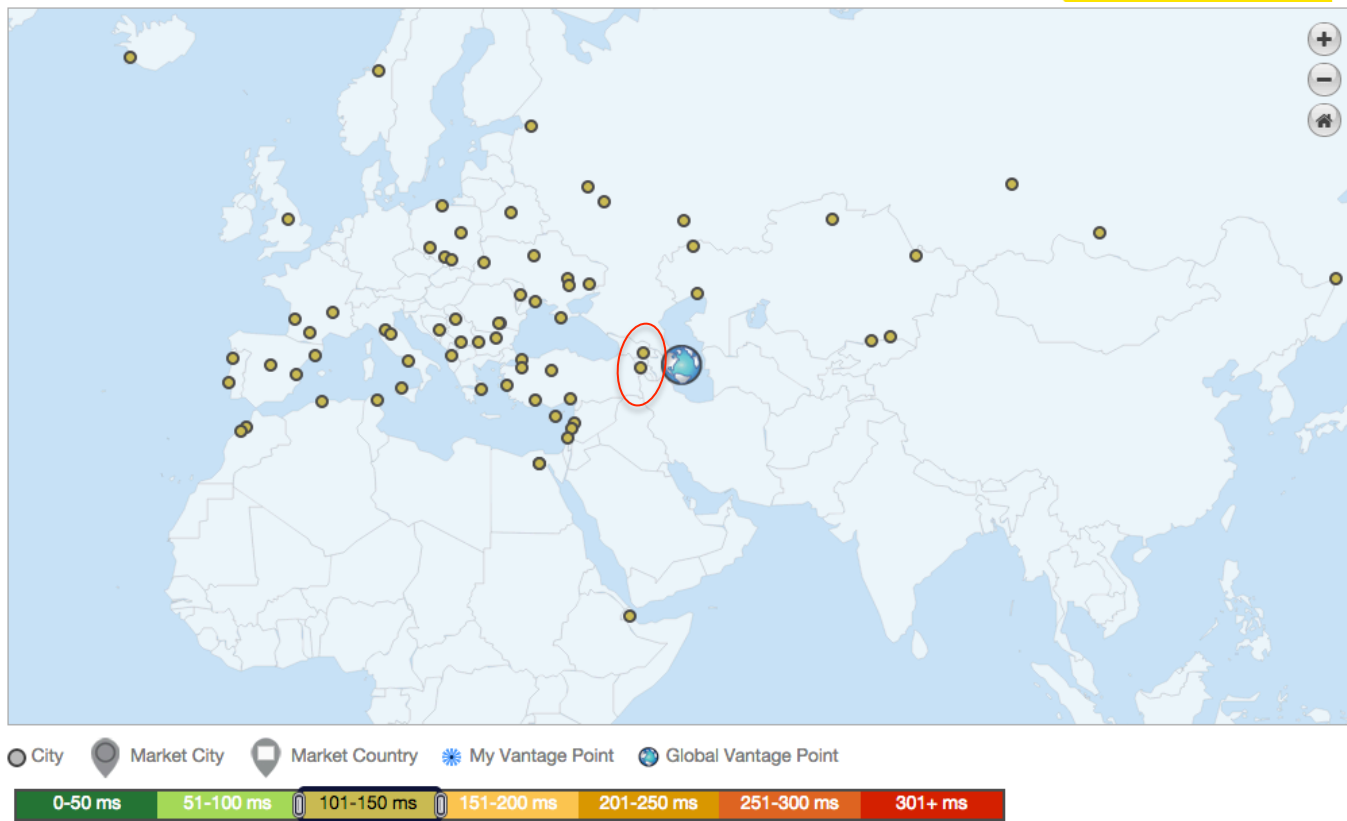 +
−
City Market City Market Country My Vantage Point Global Vantage Point
0-50 ms 51-100 ms 101-150 ms 151-200 ms 201-250 ms 251-300 ms 301+ ms